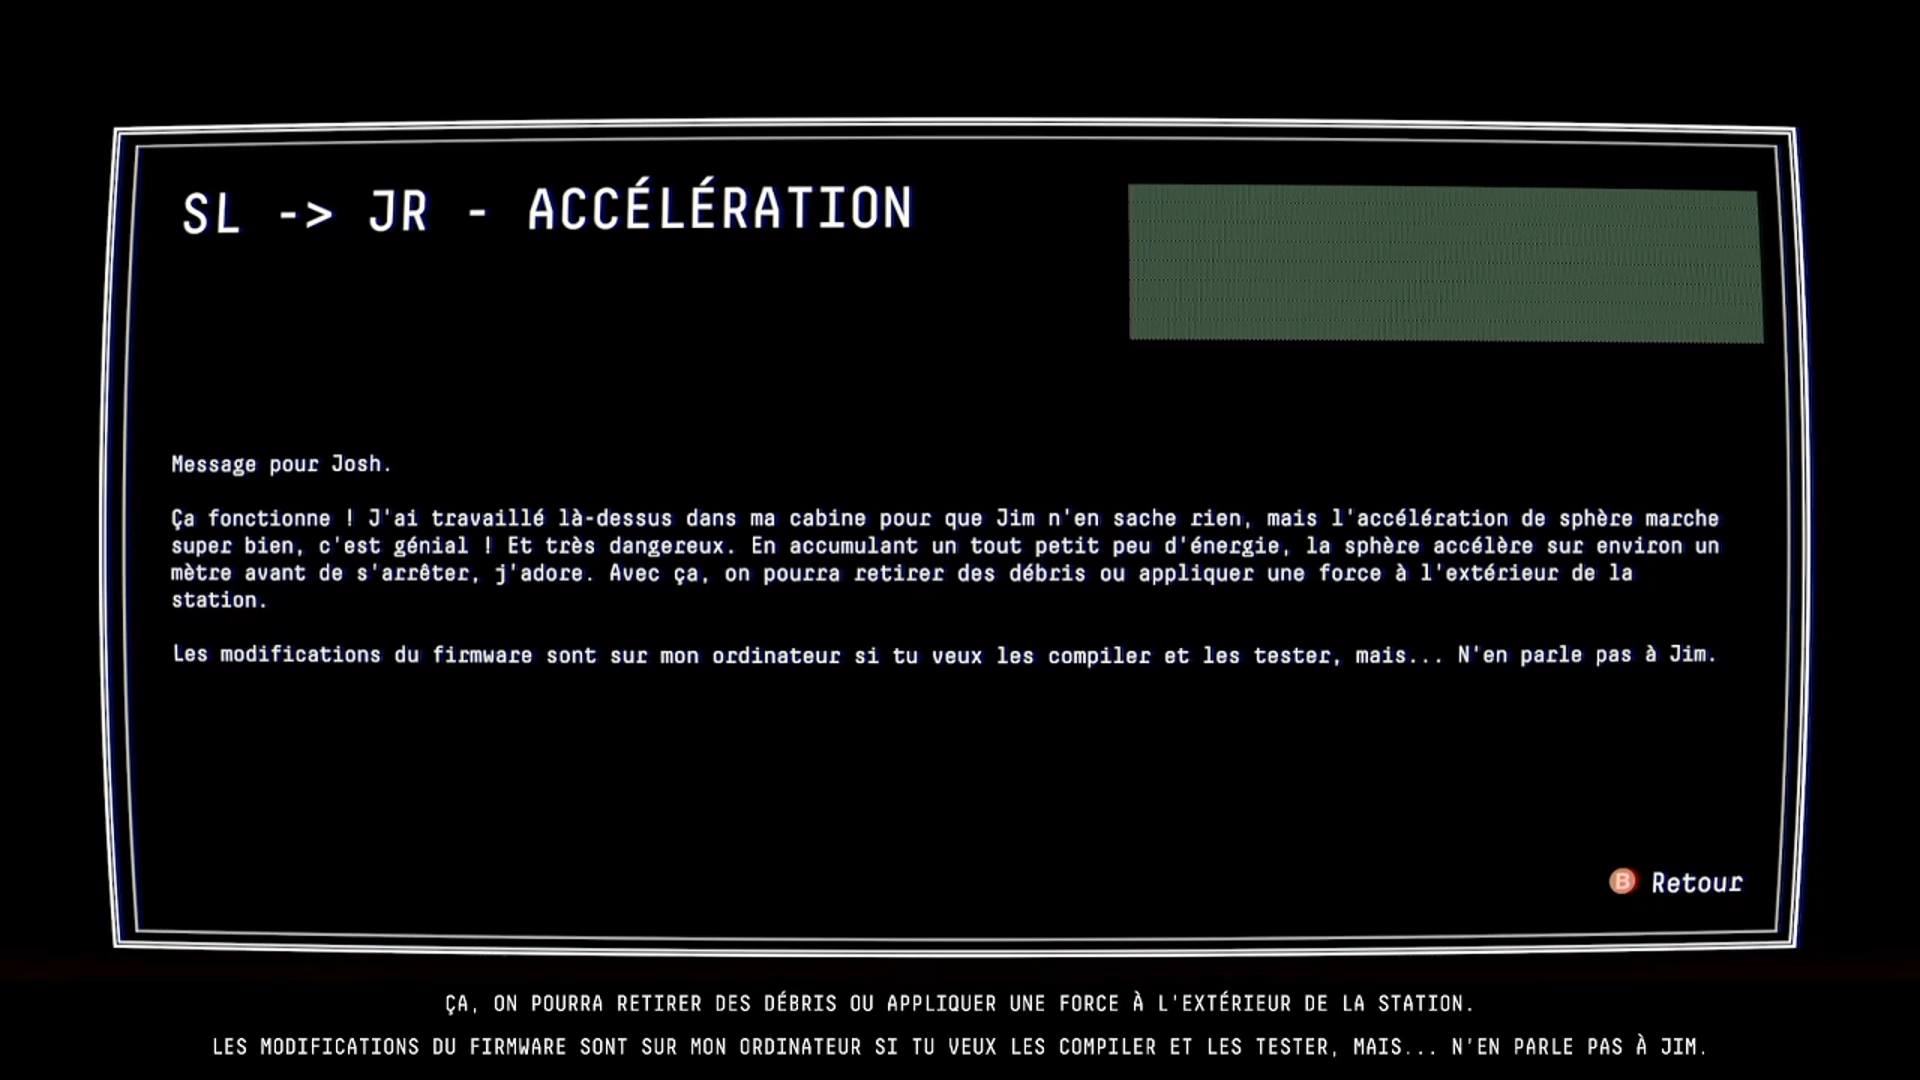 SL -> JR - ACCÉLÉRATION
Message pour Josh.
Ça fonctionne ! J'ai travaillé là-dessus dans ma cabine pour que Jim n'en sache rien, mais l'accélération de sphère marche
super bien, c'est génial ! Et très dangereux. En accumulant un tout petit peu d'énergie, la sphère accélère sur environ un
mètre avant de s'arrêter, j'adore. Avec ça, on pourra retirer des débris ou appliquer une force à l'extérieur de la
station.
Les modifications du firmware sont sur mon ordinateur si tu veux les compiler et les tester, mais... N'en parle pas à Jim.
B Retour
ÇA, ON POURRA RETIRER DES DÉBRIS OU APPLIQUER UNE FORCE À L'EXTÉRIEUR DE LA STATION.
LES MODIFICATIONS DU FIRMWARE SONT SUR MON ORDINATEUR SI TU VEUX LES COMPILER ET LES TESTER, MAIS... N'EN PARLE PAS À JIM.